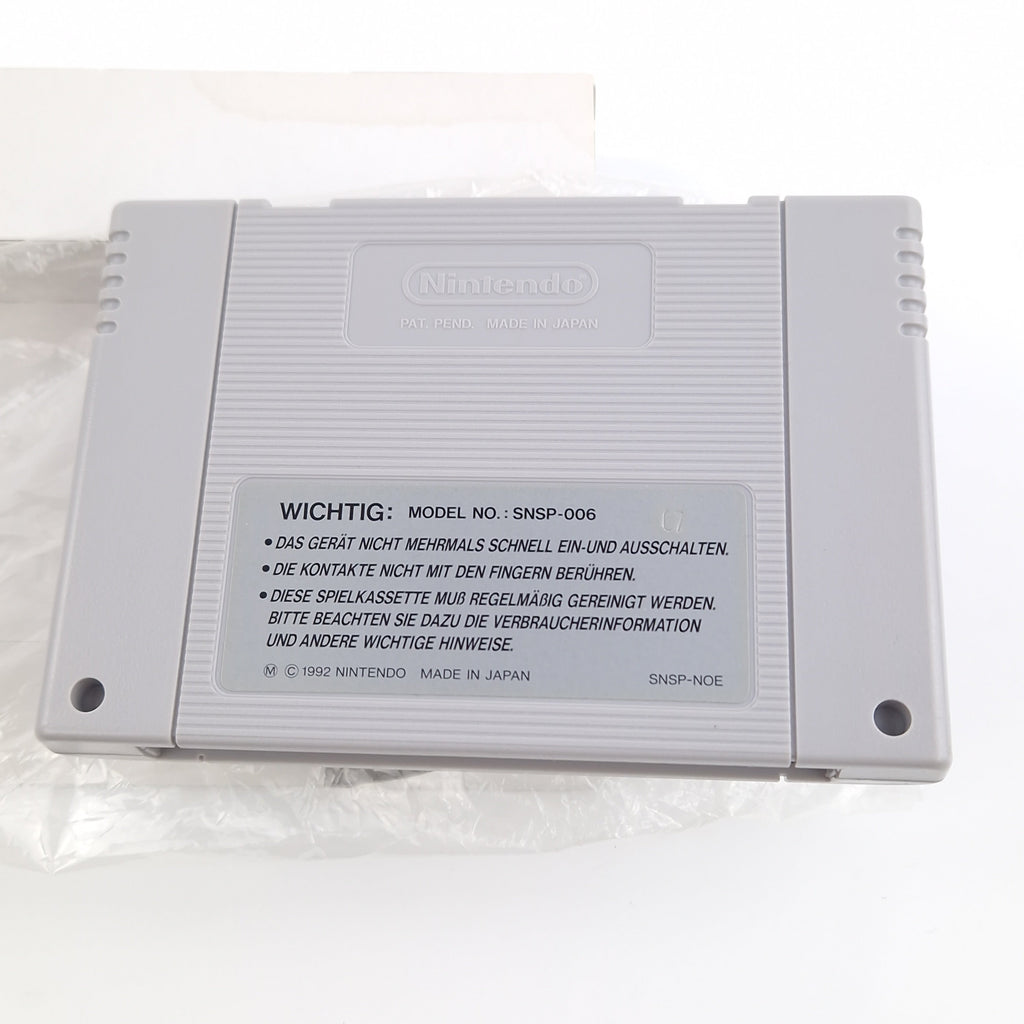 Nintendo®
PAT. PEND. MADE IN JAPAN
WICHTIG: MODEL NO.: SNSP-006
• DAS GERÄT NICHT MEHRMALS SCHNELL EIN-UND AUSSCHALTEN.
• DIE KONTAKTE NICHT MIT DEN FINGERN BERÜHREN.
• DIESE SPIELKASSETTE MUß REGELMÄßIG GEREINIGT WERDEN.
BITTE BEACHTEN SIE DAZU DIE VERBRAUCHERINFORMATION
UND ANDERE WICHTIGE HINWEISE.
Ⓜ © 1992 NINTENDO MADE IN JAPAN SNSP-NOE